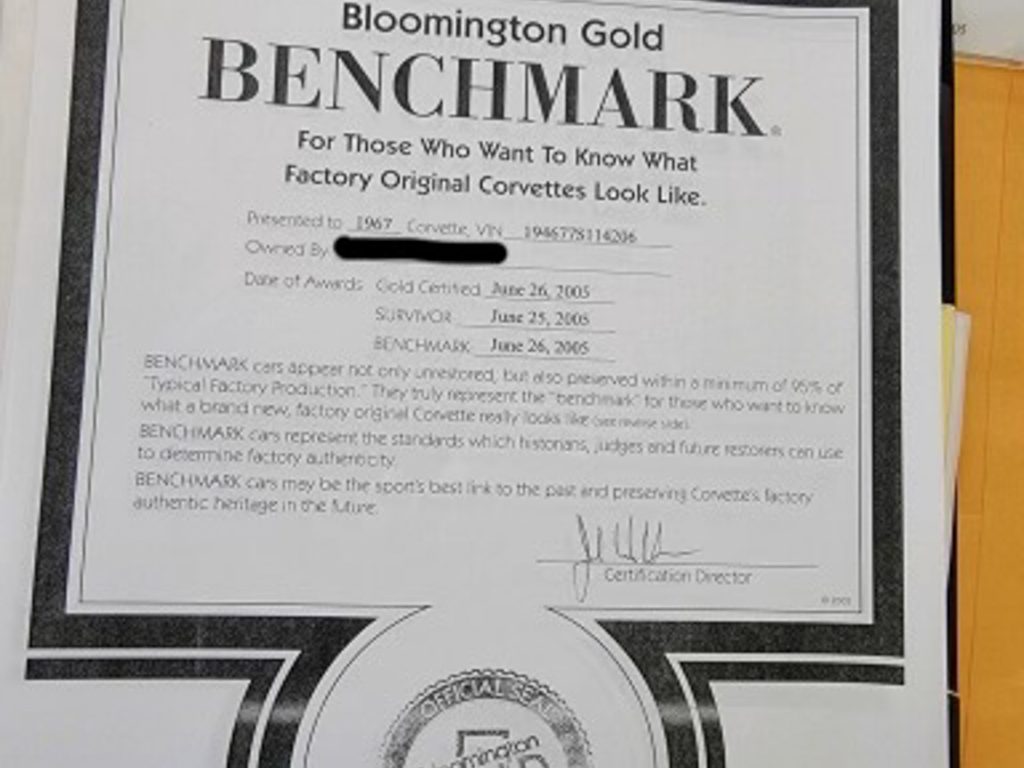 Bloomington Gold
BENCHMARK®
For Those Who Want To Know What
Factory Original Corvettes Look Like.
Presented to 1967 Corvette, VIN 194677S114206
Owned By
Date of Awards Gold Certified June 26, 2005
SURVIVOR June 25, 2005
BENCHMARK June 26, 2005
BENCHMARK cars appear not only unrestored, but also preserved within a minimum of 95% of
"Typical Factory Production." They truly represent the "benchmark" for those who want to know
what a brand new, factory original Corvette really looks like (see reverse side).
BENCHMARK cars represent the standards which historians, judges and future restorers can use
to determine factory authenticity.
BENCHMARK cars may be the sport's best link to the past and preserving Corvette's factory
authentic heritage in the future.
Certification Director
OFFICIAL SEAL
Bloomington